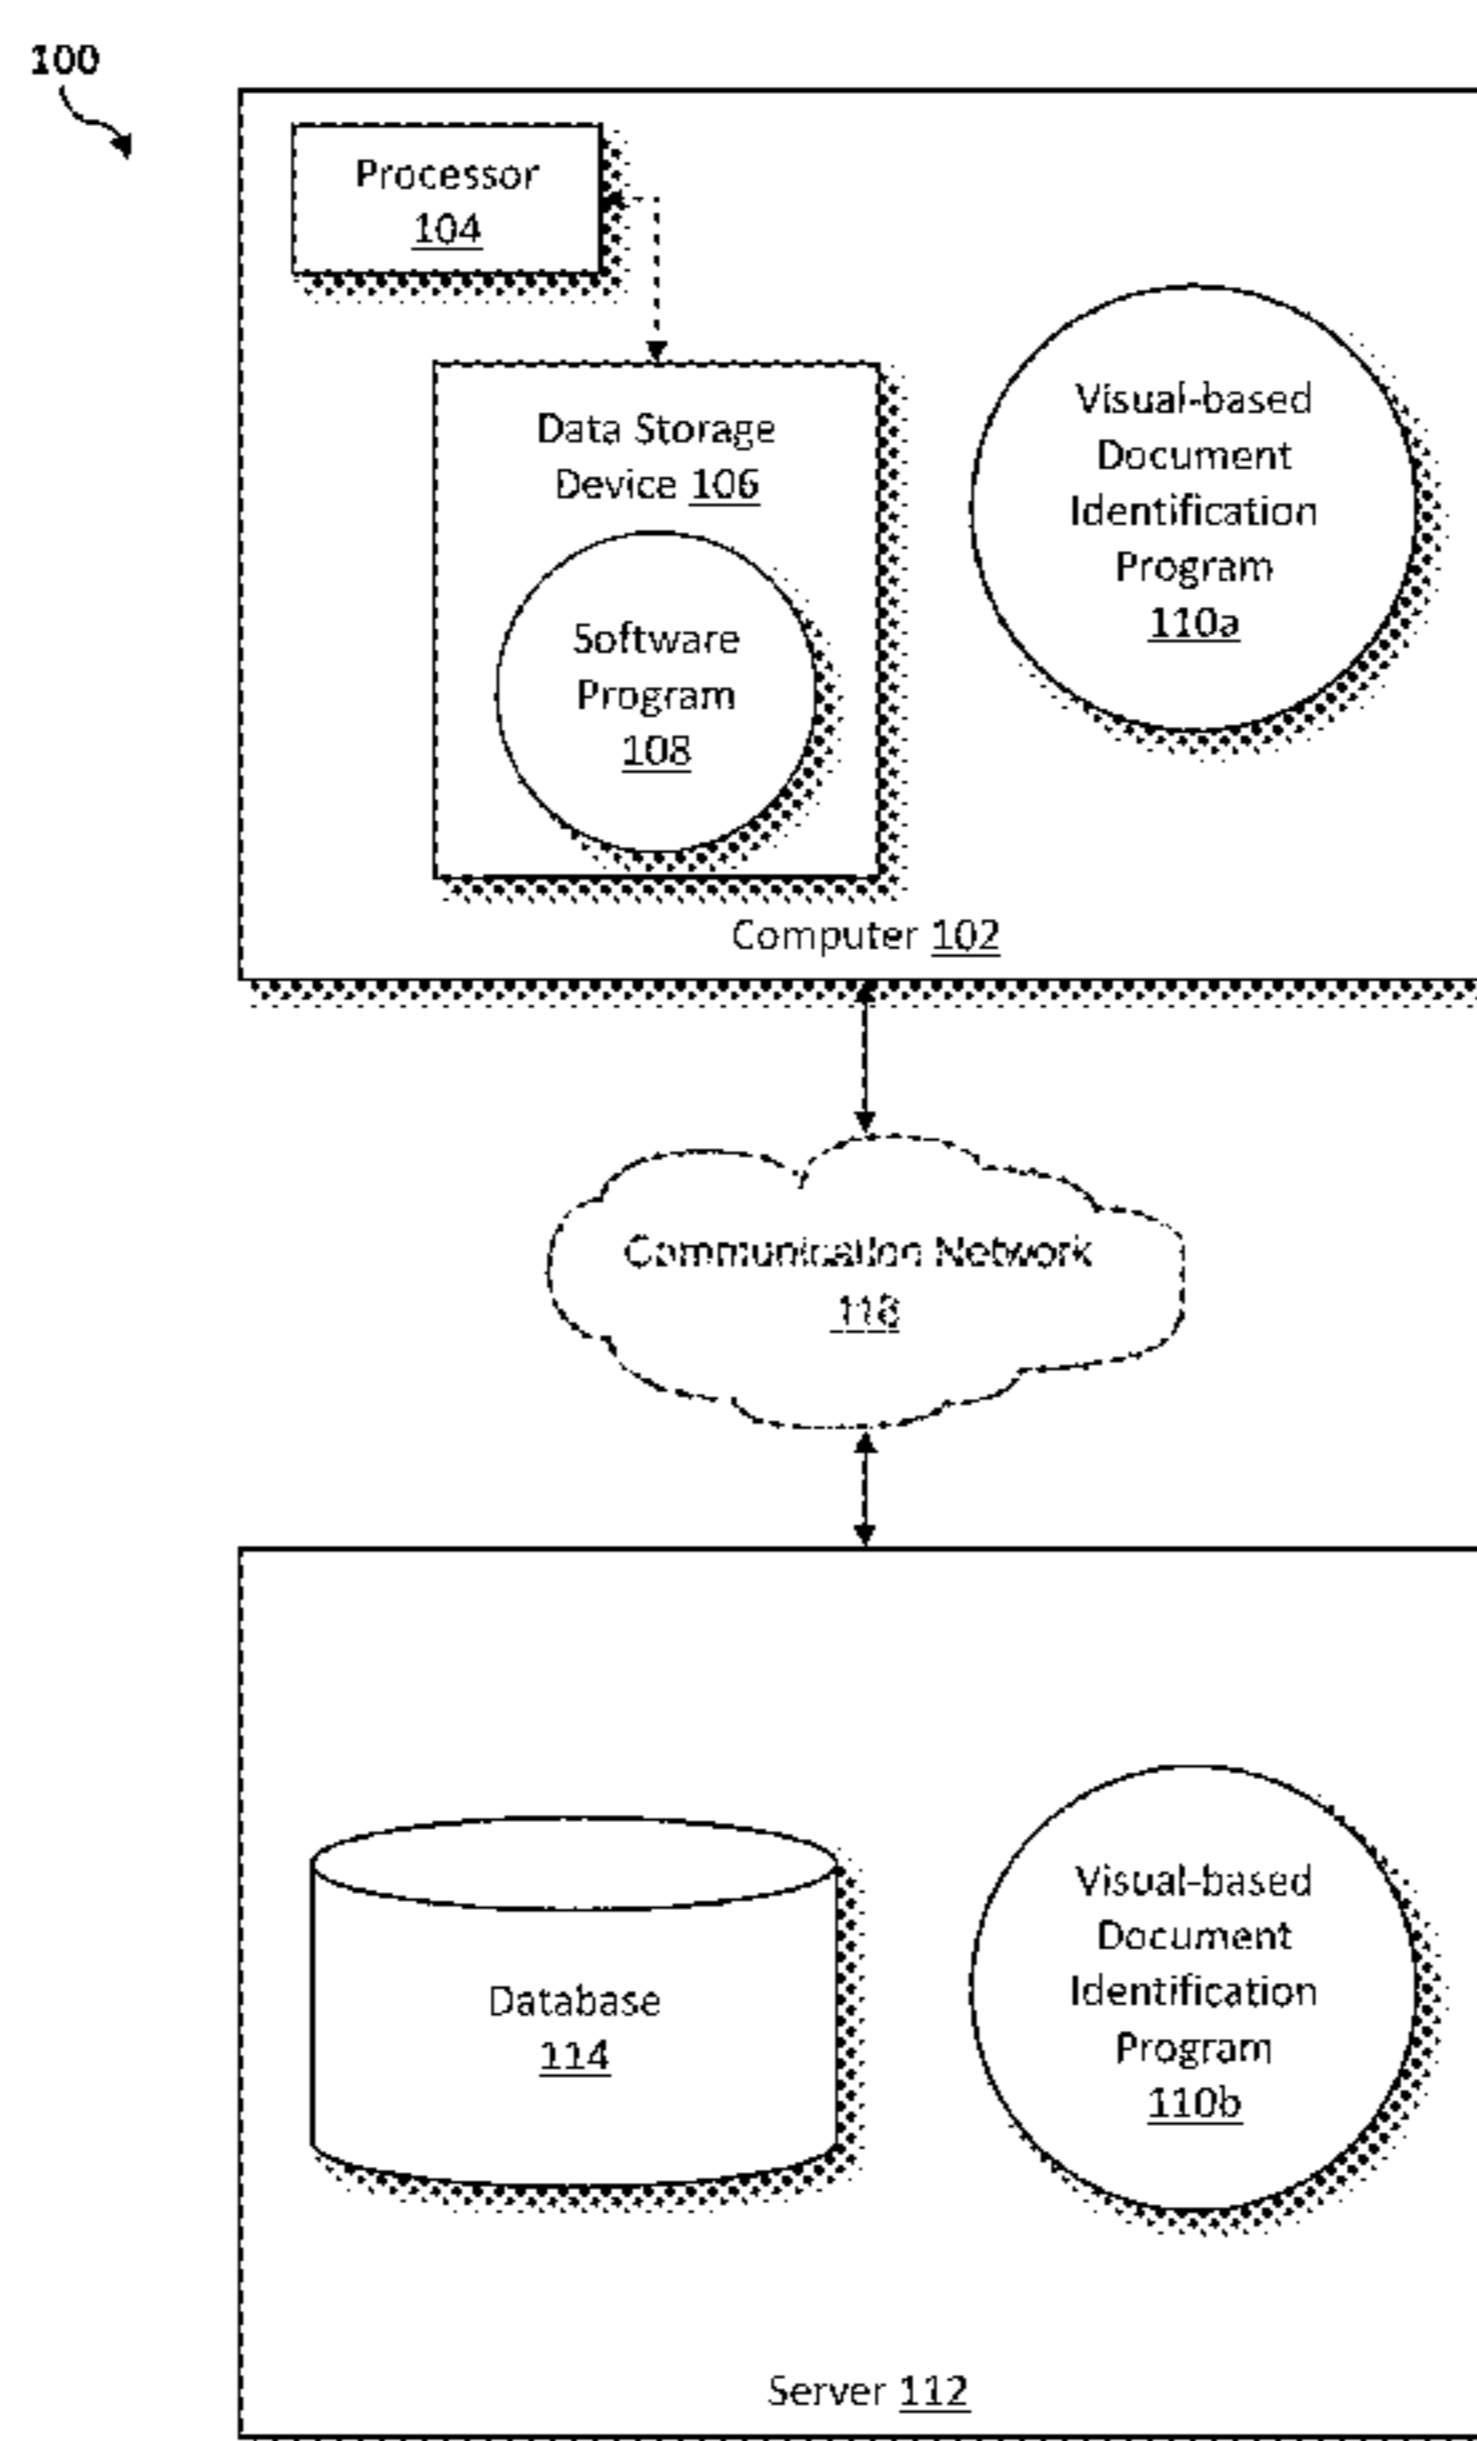 100
Processor
104
Data Storage
Device 106
Software
Program
108
Visual-based
Document
Identification
Program
110a
Computer 102
Communication Network
Database
114
Visual-based
Document
Identification
Program
110b
Server 112